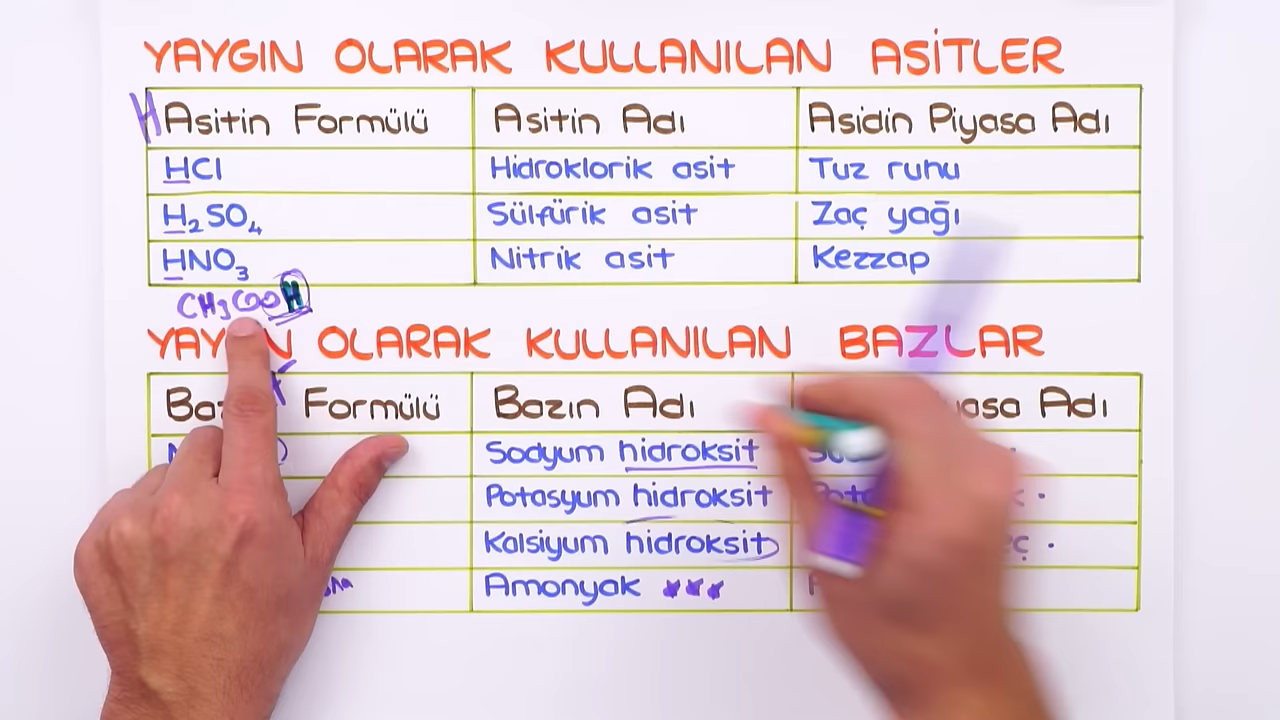 YAYGIN OLARAK KULLANILAN ASİTLER
H Asitin Formülü Asitin Adı Asidin Piyasa Adı
HCl Hidroklorik asit Tuz ruhu
H₂SO₄ Sülfürik asit Zaç yağı
HNO₃ Nitrik asit Kezzap
CH₃COOH
OLARAK KULLANILAN BAZLAR
Formülü Bazın Adı Adı
Sodyum hidroksit
Potasyum hidroksit
Kalsiyum hidroksit
Amonyak